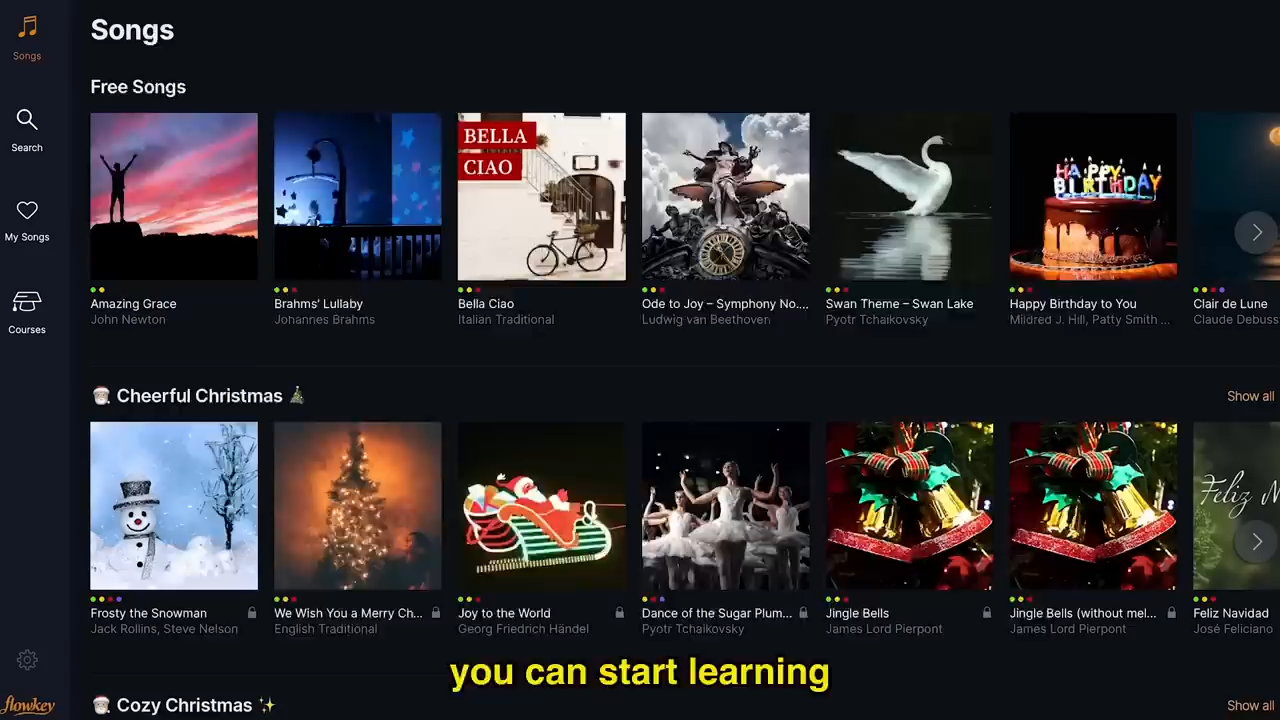 Songs
Songs
Search
My Songs
Courses
flowkey
Free Songs
BELLA
CIAO
HAPPY
BIRTHDAY
Amazing Grace
John Newton
Brahms' Lullaby
Johannes Brahms
Bella Ciao
Italian Traditional
Ode to Joy – Symphony No....
Ludwig van Beethoven
Swan Theme – Swan Lake
Pyotr Tchaikovsky
Happy Birthday to You
Mildred J. Hill, Patty Smith ...
Clair de Lune
Claude Debuss
Cheerful Christmas
Show all
Feliz N
Frosty the Snowman
Jack Rollins, Steve Nelson
We Wish You a Merry Ch...
English Traditional
Joy to the World
Georg Friedrich Händel
Dance of the Sugar Plum...
Pyotr Tchaikovsky
Jingle Bells
James Lord Pierpont
Jingle Bells (without mel...
James Lord Pierpont
Feliz Navidad
José Feliciano
you can start learning
Cozy Christmas
Show all